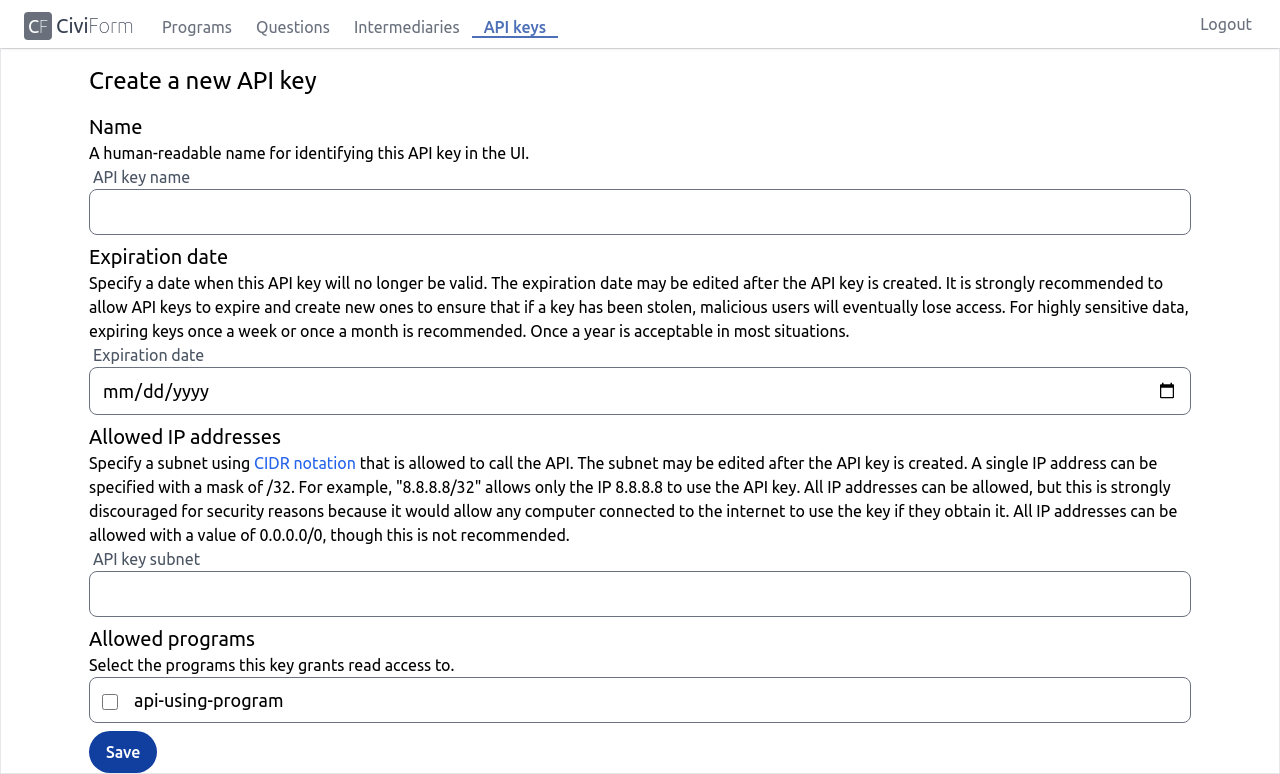 CF CiviForm Programs Questions Intermediaries API keys Logout
Create a new API key
Name
A human-readable name for identifying this API key in the UI.
API key name
Expiration date
Specify a date when this API key will no longer be valid. The expiration date may be edited after the API key is created. It is strongly recommended to
allow API keys to expire and create new ones to ensure that if a key has been stolen, malicious users will eventually lose access. For highly sensitive data,
expiring keys once a week or once a month is recommended. Once a year is acceptable in most situations.
Expiration date
mm/dd/yyyy
Allowed IP addresses
Specify a subnet using CIDR notation that is allowed to call the API. The subnet may be edited after the API key is created. A single IP address can be
specified with a mask of /32. For example, "8.8.8.8/32" allows only the IP 8.8.8.8 to use the API key. All IP addresses can be allowed, but this is strongly
discouraged for security reasons because it would allow any computer connected to the internet to use the key if they obtain it. All IP addresses can be
allowed with a value of 0.0.0.0/0, though this is not recommended.
API key subnet
Allowed programs
Select the programs this key grants read access to.
api-using-program
Save